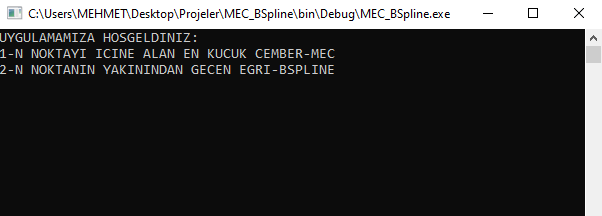 C:\Users\MEHMET\Desktop\Projeler\MEC_BSpline\bin\Debug\MEC_BSpline.exe
UYGULAMAMIZA HOSGELDINIZ:
1-N NOKTAYI ICINE ALAN EN KUCUK CEMBER-MEC
2-N NOKTANIN YAKININDAN GECEN EGRI-BSPLINE